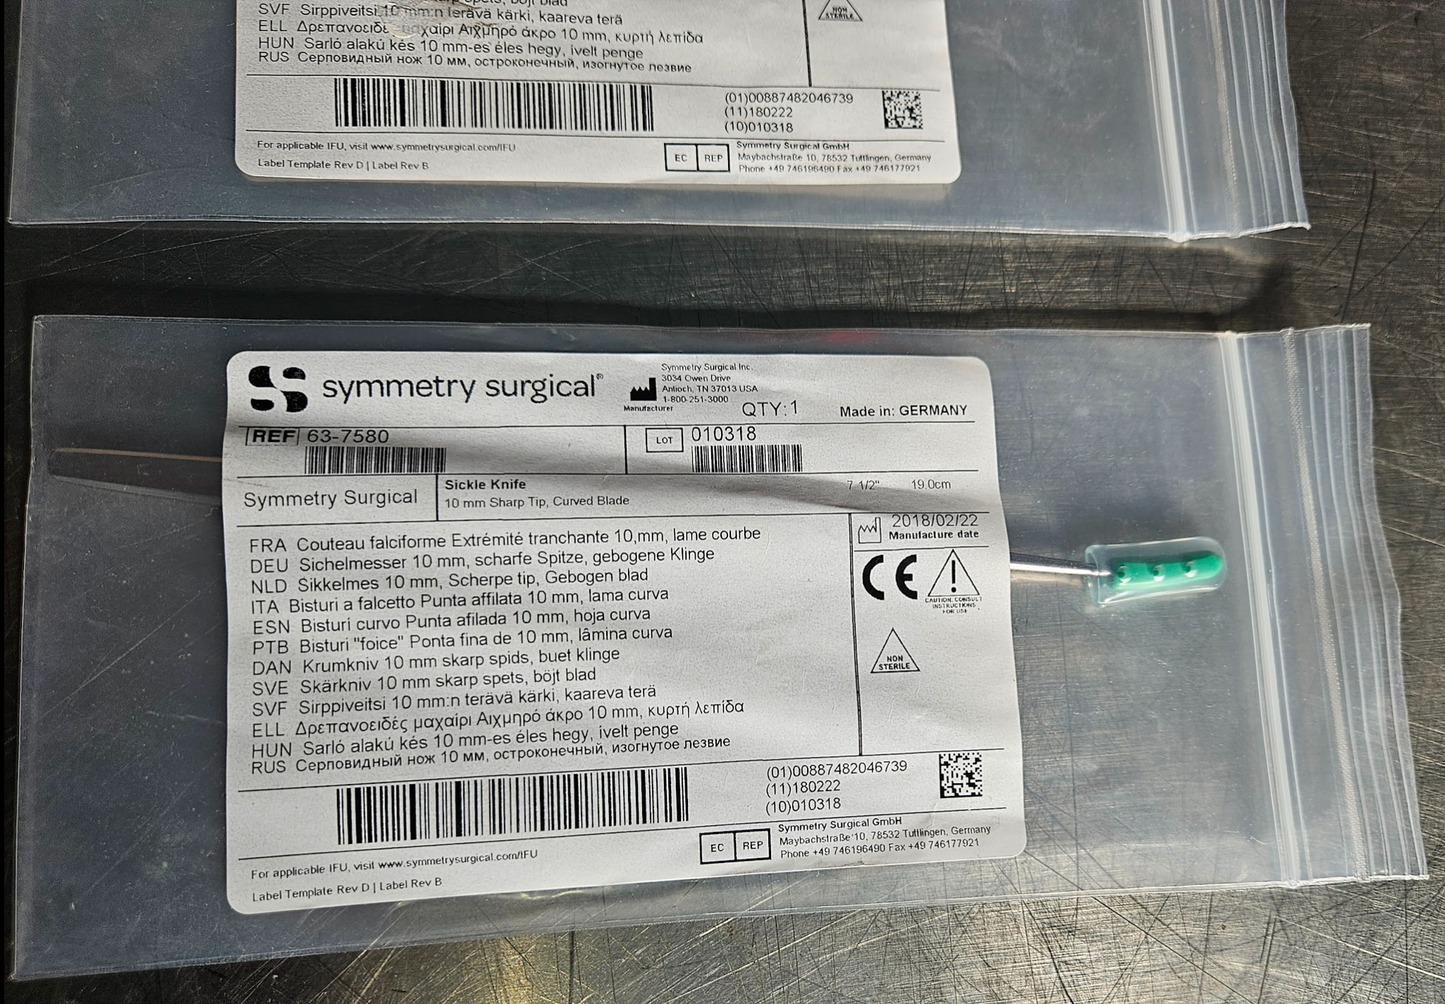 SVF Sirppiveitsi 10 mm:n terävä kärki, kaareva terä
ELL Δρεπανοειδέ μαχαίρι Αιχμηρό άκρο 10 mm, κυρτή λεπίδα
HUN Sarló alakú kés 10 mm-es éles hegy, ívelt penge
RUS Серповидный нож 10 мм, остроконечный, изогнутое лезвие
NON
STERILE
(01)00887482046739
(11)180222
(10)010318
For applicable IFU, visit www.symmetrysurgical.com/IFU
Label Template Rev D | Label Rev B
EC REP
Symmetry Surgical GmbH
Maybachstraße 10, 78532 Tuttlingen, Germany
Phone +49 746196490 Fax +49 746177921
symmetry surgical®
Manufacturer
Symmetry Surgical Inc.
3034 Owen Drive
Antioch, TN 37013 USA
1-800-251-3000
QTY: 1
Made in: GERMANY
REF 63-7580
LOT 010318
Symmetry Surgical
Sickle Knife
10 mm Sharp Tip, Curved Blade
7 1/2" 19.0cm
FRA Couteau falciforme Extrémité tranchante 10,mm, lame courbe
DEU Sichelmesser 10 mm, scharfe Spitze, gebogene Klinge
NLD Sikkelmes 10 mm, Scherpe tip, Gebogen blad
ITA Bisturi a falcetto Punta affilata 10 mm, lama curva
ESN Bisturí curvo Punta afilada 10 mm, hoja curva
PTB Bisturi "foice" Ponta fina de 10 mm, lâmina curva
DAN Krumkniv 10 mm skarp spids, buet klinge
SVE Skärkniv 10 mm skarp spets, böjt blad
SVF Sirppiveitsi 10 mm:n terävä kärki, kaareva terä
ELL Δρεπανοειδές μαχαίρι Αιχμηρό άκρο 10 mm, κυρτή λεπίδα
HUN Sarló alakú kés 10 mm-es éles hegy, ívelt penge
RUS Серповидный нож 10 мм, остроконечный, изогнутое лезвие
2018/02/22
Manufacture date
CE
CAUTION, CONSULT
INSTRUCTIONS
FOR USE
NON
STERILE
(01)00887482046739
(11)180222
(10)010318
For applicable IFU, visit www.symmetrysurgical.com/IFU
Label Template Rev D | Label Rev B
EC REP
Symmetry Surgical GmbH
Maybachstraße 10, 78532 Tuttlingen, Germany
Phone +49 746196490 Fax +49 746177921